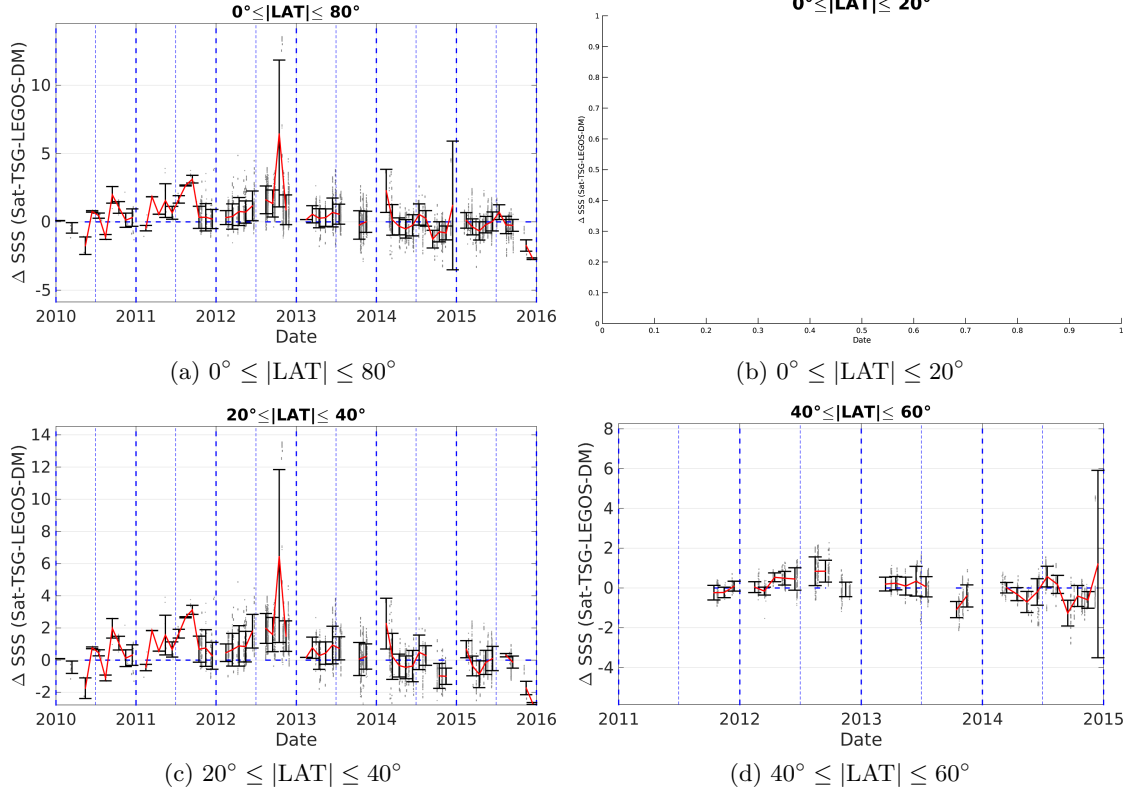 0°≤|LAT|≤ 80°
Δ SSS (Sat-TSG-LEGOS-DM)
10
5
0
-5
2010 2011 2012 2013 2014 2015 2016
Date
(a) 0° ≤ |LAT| ≤ 80°
0°≤|LAT|≤ 20°
Δ SSS (Sat-TSG-LEGOS-DM)
1
0.9
0.8
0.7
0.6
0.5
0.4
0.3
0.2
0.1
0
0 0.1 0.2 0.3 0.4 0.5 0.6 0.7 0.8 0.9 1
Date
(b) 0° ≤ |LAT| ≤ 20°
20°≤|LAT|≤ 40°
Δ SSS (Sat-TSG-LEGOS-DM)
14
12
10
8
6
4
2
0
-2
2010 2011 2012 2013 2014 2015 2016
Date
(c) 20° ≤ |LAT| ≤ 40°
40°≤|LAT|≤ 60°
Δ SSS (Sat-TSG-LEGOS-DM)
8
6
4
2
0
-2
-4
2011 2012 2013 2014 2015
Date
(d) 40° ≤ |LAT| ≤ 60°